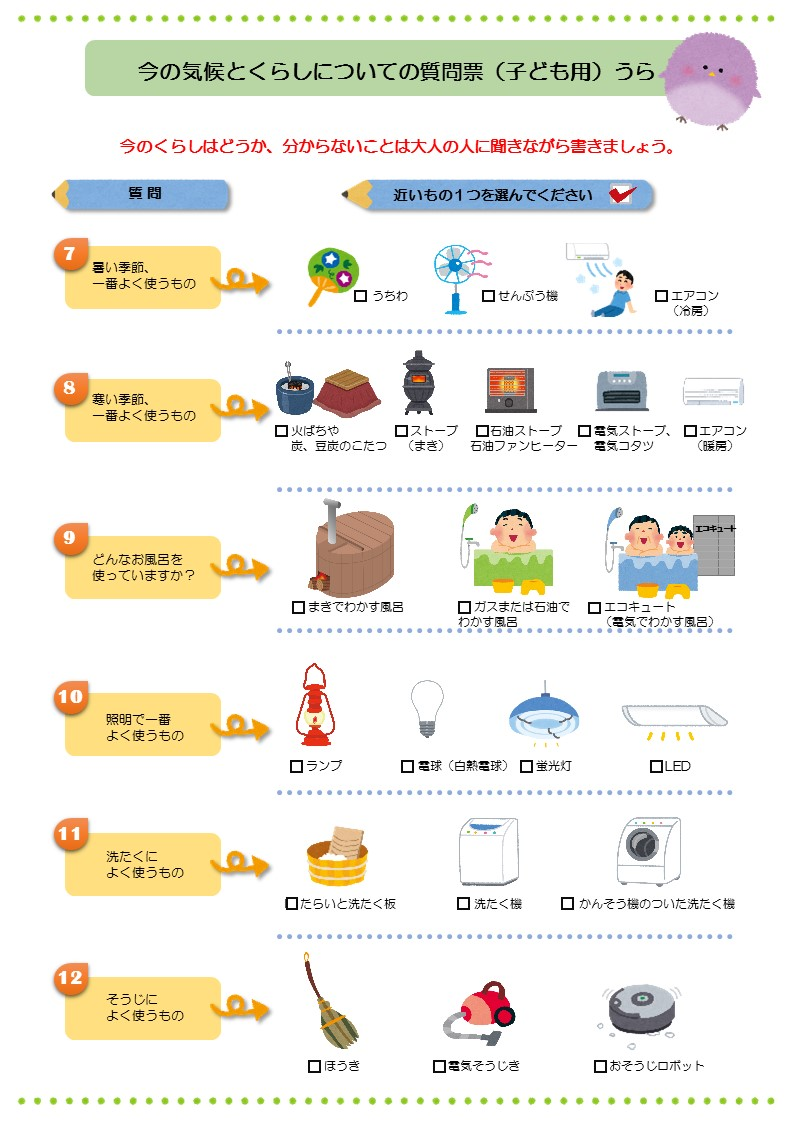 今の気候とくらしについての質問票（子ども用）うら
今のくらしはどうか、分からないことは大人の人に聞きながら書きましょう。
質 問
近いもの１つを選んでください
7
暑い季節、
一番よく使うもの
□ うちわ
□ せんぷう機
□ エアコン
（冷房）
8
寒い季節、
一番よく使うもの
□ 火ばちや
炭、豆炭のこたつ
□ ストーブ
（まき）
□ 石油ストーブ
石油ファンヒーター
□ 電気ストーブ、
電気コタツ
□ エアコン
（暖房）
9
どんなお風呂を
使っていますか？
エコキュート
□ まきでわかす風呂
□ ガスまたは石油で
わかす風呂
□ エコキュート
（電気でわかす風呂）
10
照明で一番
よく使うもの
□ ランプ
□ 電球（白熱電球）
□ 蛍光灯
□ LED
11
洗たくに
よく使うもの
□ たらいと洗たく板
□ 洗たく機
□ かんそう機のついた洗たく機
12
そうじに
よく使うもの
□ ほうき
□ 電気そうじき
□ おそうじロボット